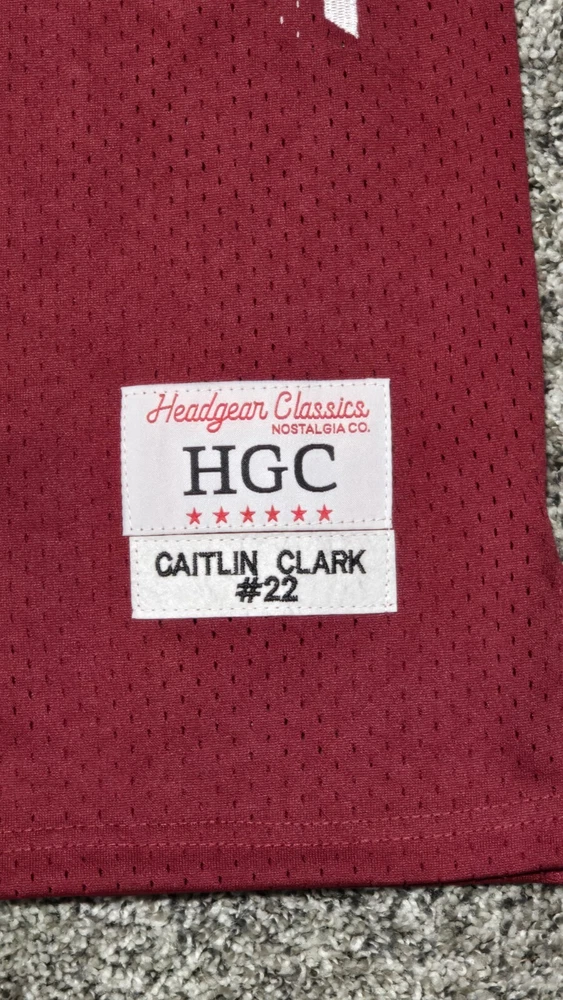 Headgear Classics
NOSTALGIA CO.
HGC
CAITLIN CLARK
#22